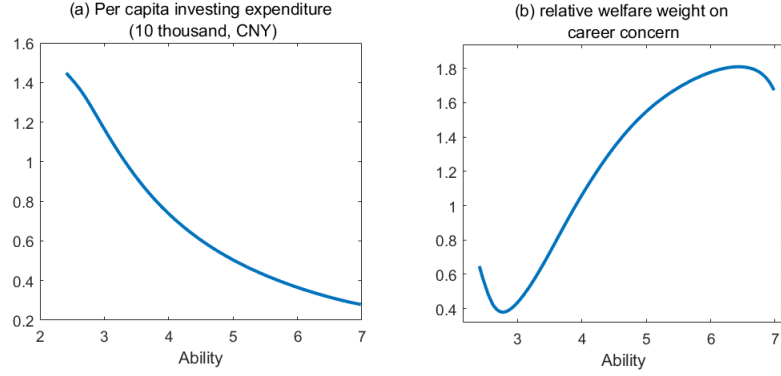 (a) Per capita investing expenditure
(10 thousand, CNY)
1.6
1.4
1.2
1
0.8
0.6
0.4
0.2
2 3 4 5 6 7
Ability
(b) relative welfare weight on
career concern
1.8
1.6
1.4
1.2
1
0.8
0.6
0.4
3 4 5 6 7
Ability